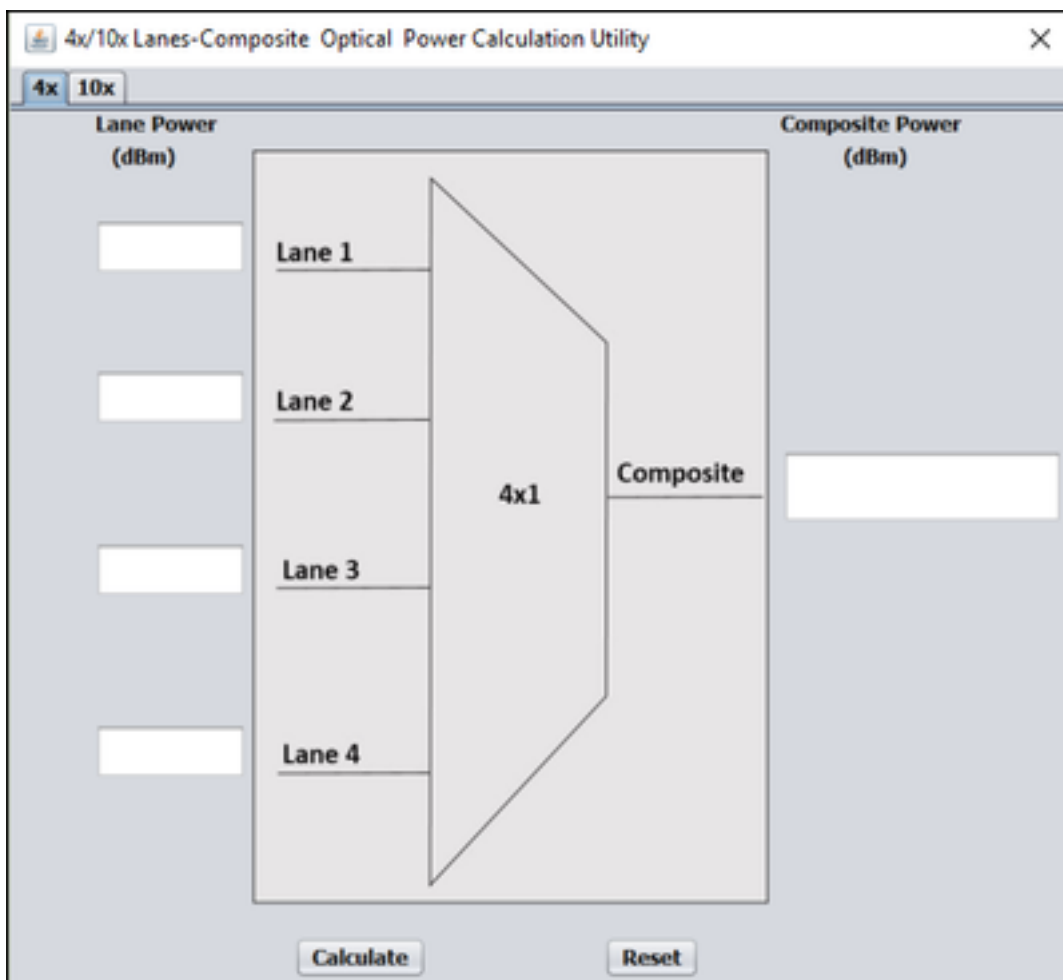 4x/10x Lanes-Composite Optical Power Calculation Utility
4x 10x
Lane Power
(dBm)
Composite Power
(dBm)
Lane 1
Lane 2
Composite
4x1
Lane 3
Lane 4
Calculate
Reset